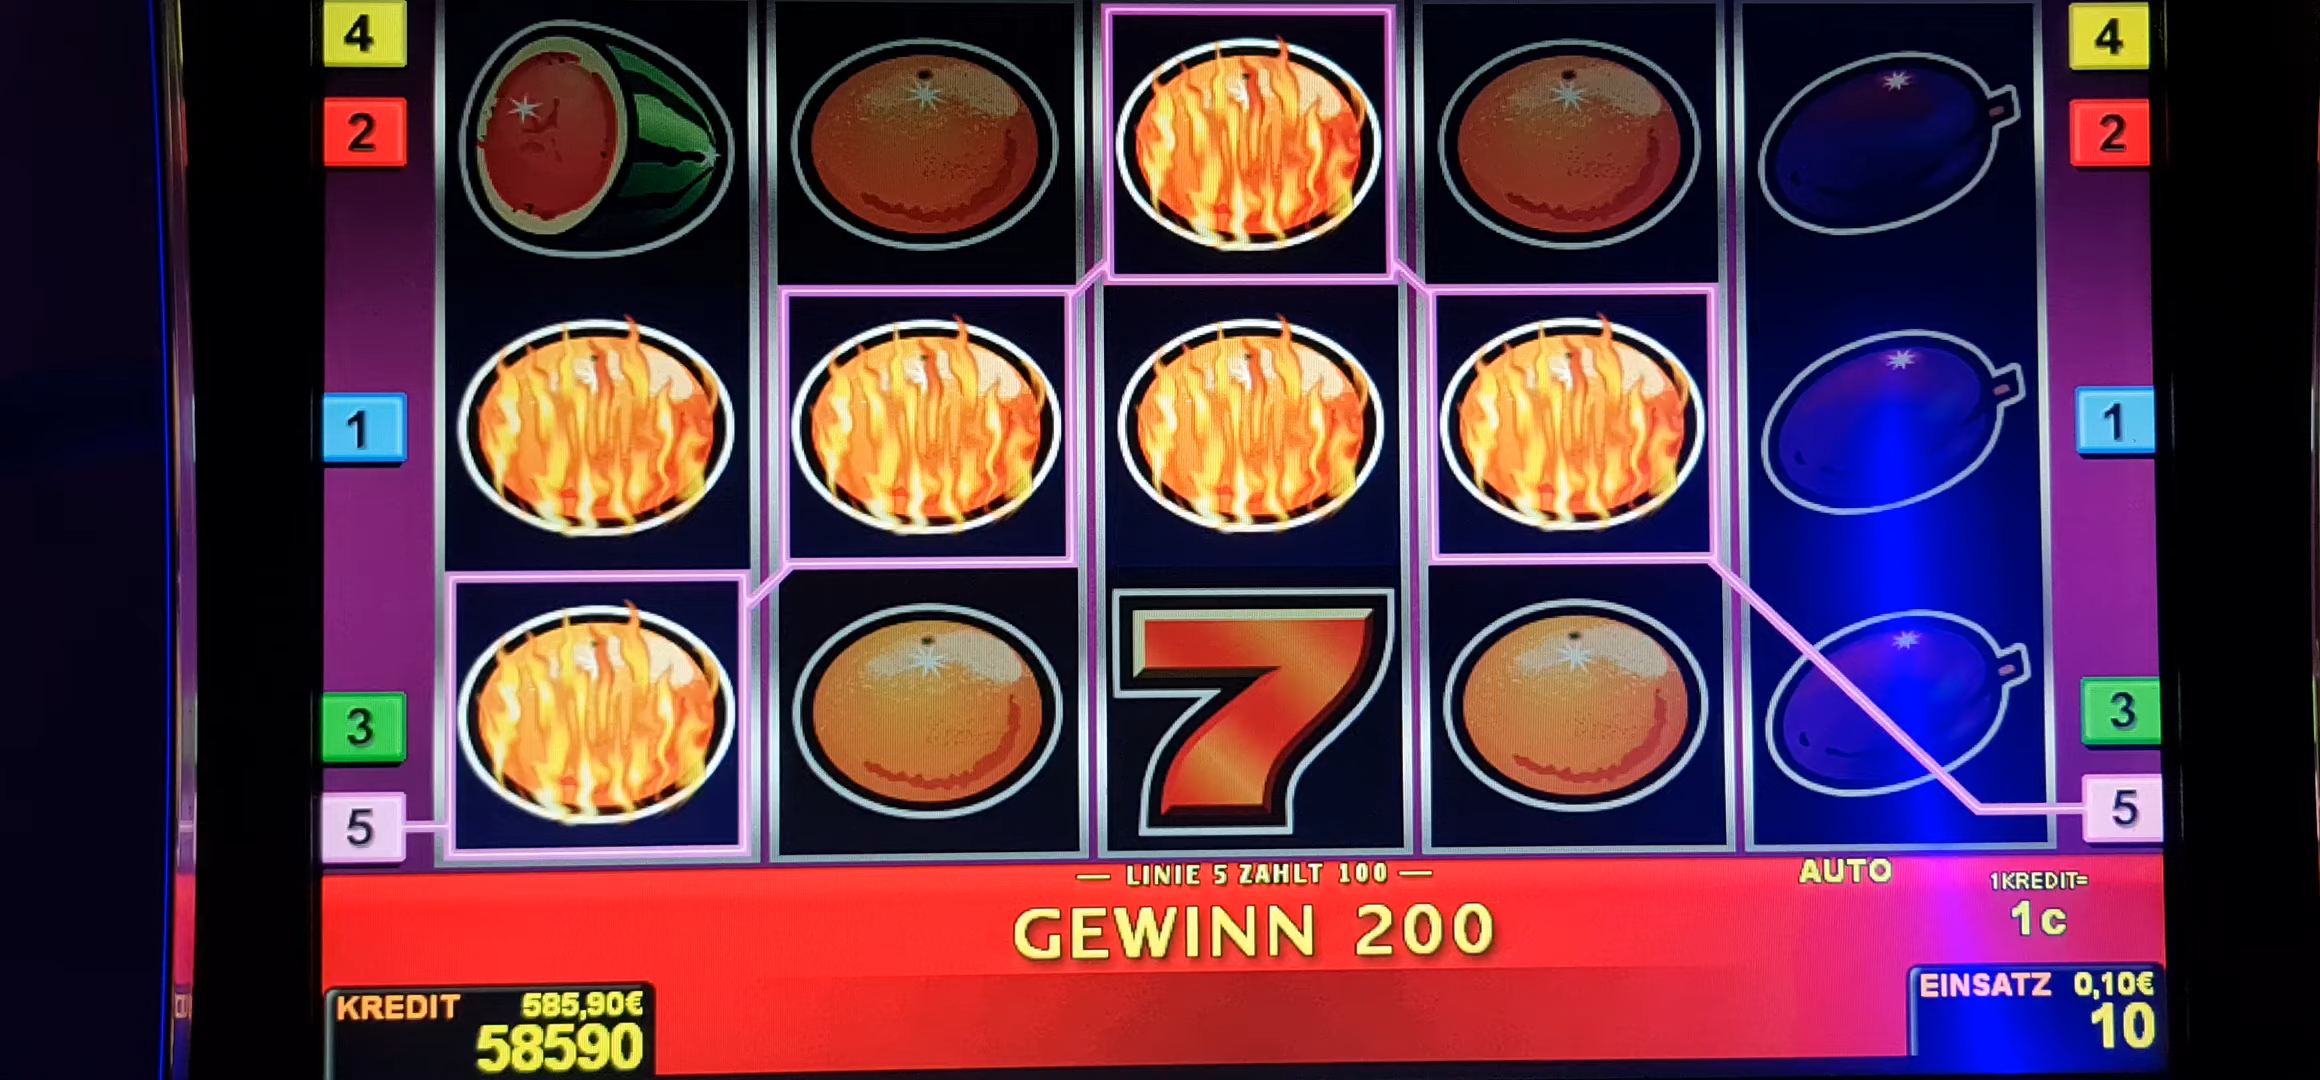 4
4
2
2
1
1
7
3
3
5
5
— LINIE 5 ZAHLT 100 —
GEWINN 200
AUTO
1KREDIT=
1c
KREDIT 585,90€
58590
EINSATZ 0,10€
10